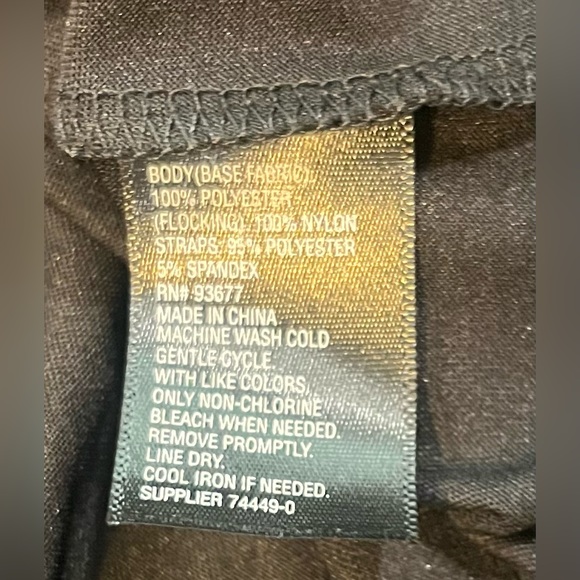 BODY(BASE FABRIC):
100% POLYESTER
(FLOCKING): 100% NYLON
STRAPS: 95% POLYESTER
5% SPANDEX
RN# 93677
MADE IN CHINA
MACHINE WASH COLD
GENTLE CYCLE
WITH LIKE COLORS,
ONLY NON-CHLORINE
BLEACH WHEN NEEDED.
REMOVE PROMPTLY.
LINE DRY.
COOL IRON IF NEEDED.
SUPPLIER 74449-0